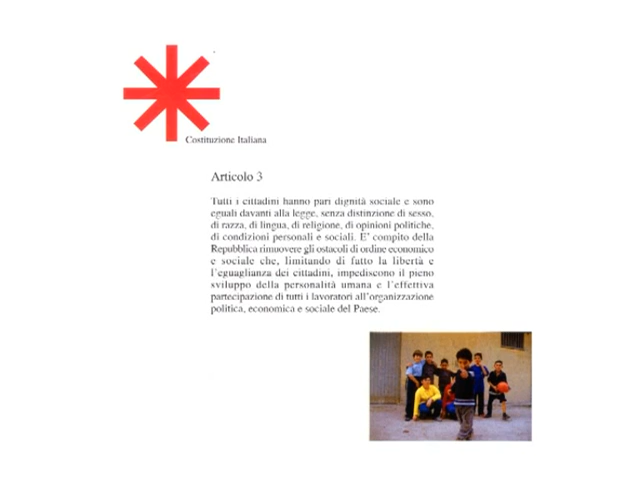 Costituzione Italiana
Articolo 3
Tutti i cittadini hanno pari dignità sociale e sono
eguali davanti alla legge, senza distinzione di sesso,
di razza, di lingua, di religione, di opinioni politiche,
di condizioni personali e sociali. E' compito della
Repubblica rimuovere gli ostacoli di ordine economico
e sociale che, limitando di fatto la libertà e
l'eguaglianza dei cittadini, impediscono il pieno
sviluppo della personalità umana e l'effettiva
partecipazione di tutti i lavoratori all'organizzazione
politica, economica e sociale del Paese.